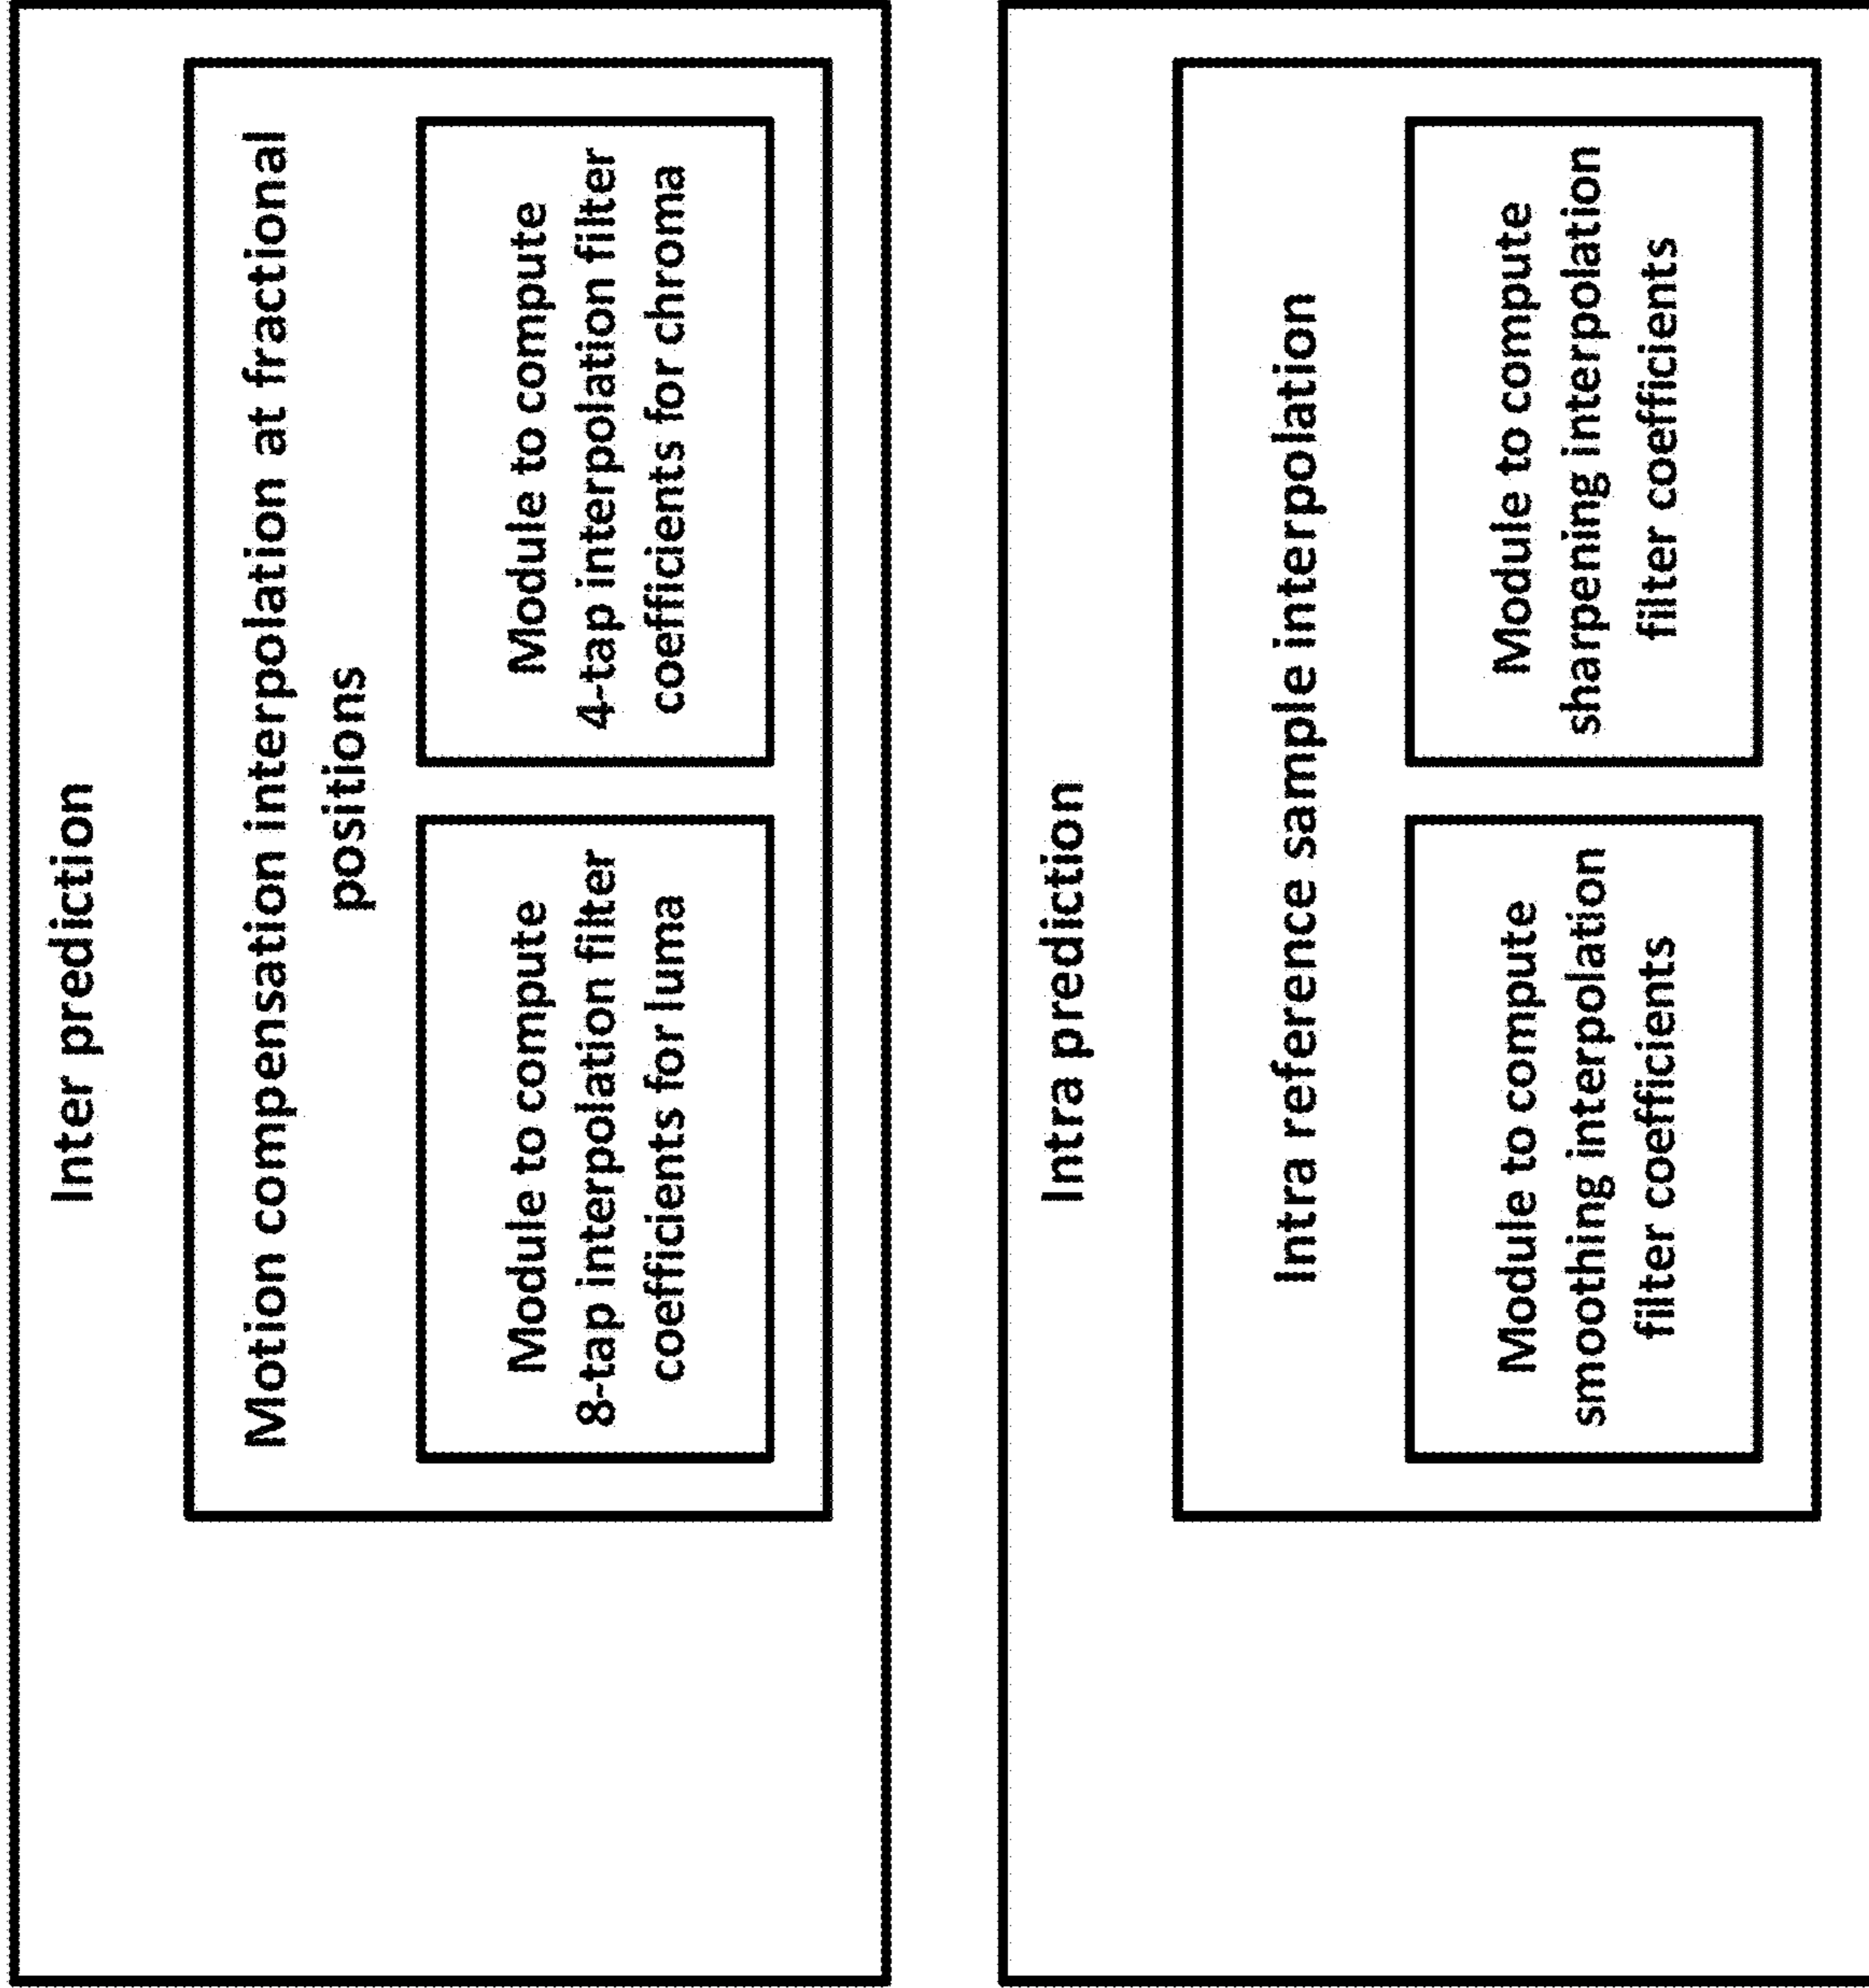 Inter prediction
Motion compensation interpolation at fractional
positions
Module to compute
8-tap interpolation filter
coefficients for luma
Module to compute
4-tap interpolation filter
coefficients for chroma
Intra prediction
Intra reference sample interpolation
Module to compute
smoothing interpolation
filter coefficients
Module to compute
sharpening interpolation
filter coefficients